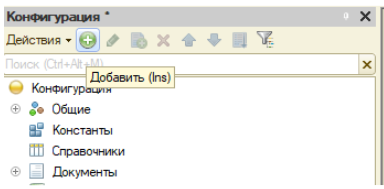 Конфигурация *
Действия
Поиск (Ctrl+Alt+M)
Добавить (Ins)
Конфигурация
Общие
Константы
Справочники
Документы